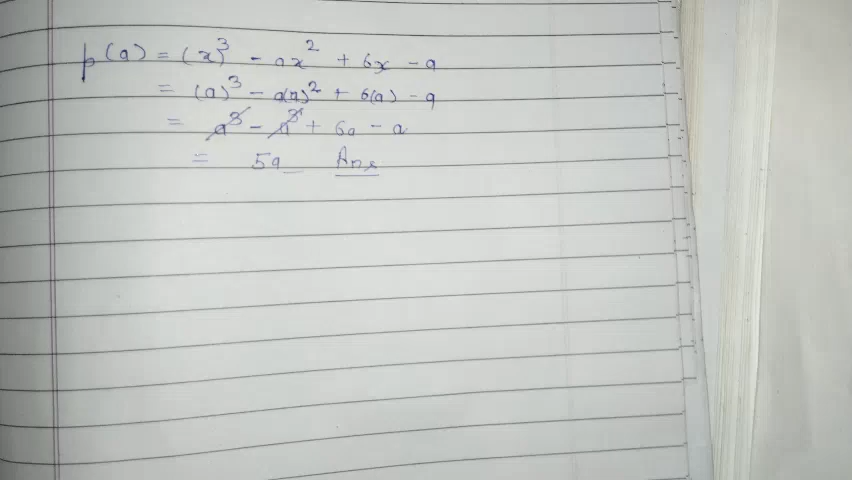 p(a) = (x)³ - ax² + 6x - a
= (a)³ - a(a)² + 6(a) - a
= a³ - a³ + 6a - a
= 5a Ans